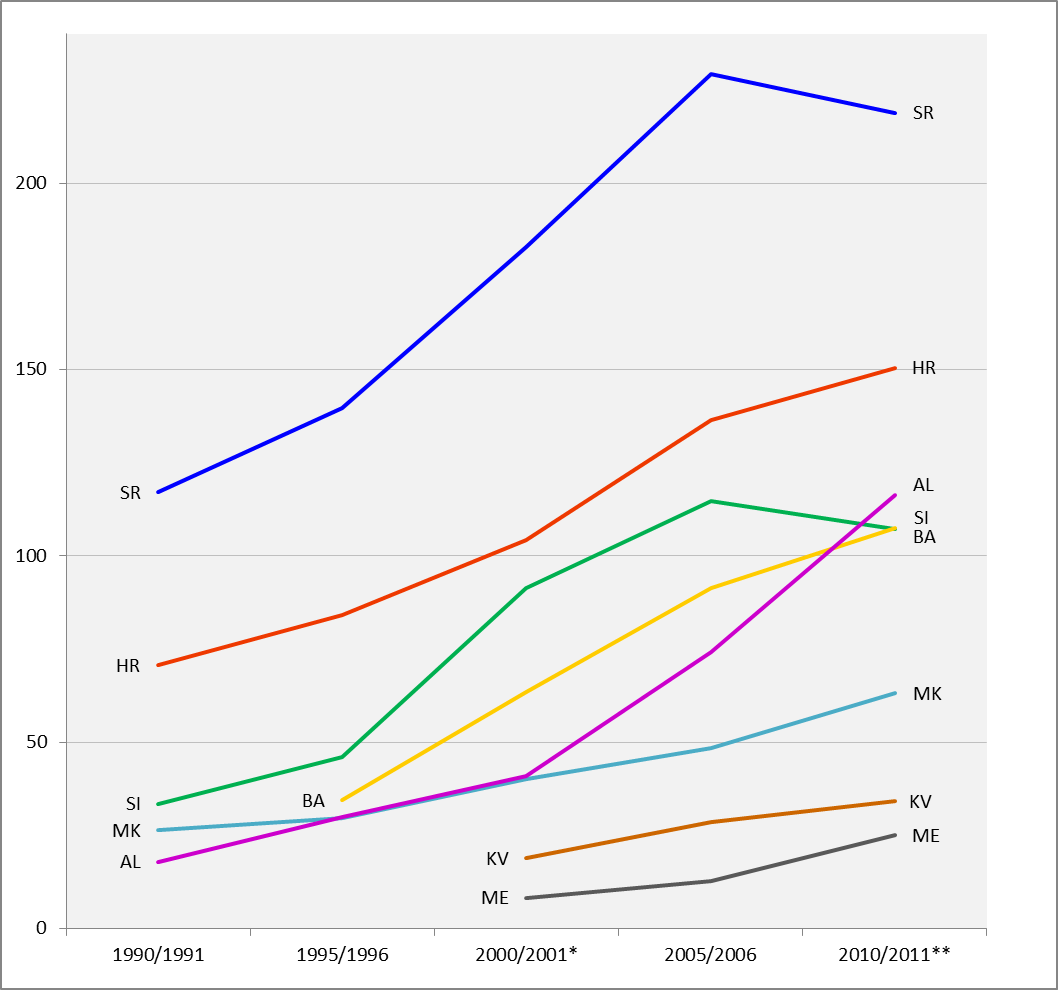 SR
200
150
HR
AL
SI
BA
100
SR
HR
MK
50
SI
BA
MK
AL
KV
KV
ME
ME
0
1990/1991 1995/1996 2000/2001* 2005/2006 2010/2011**